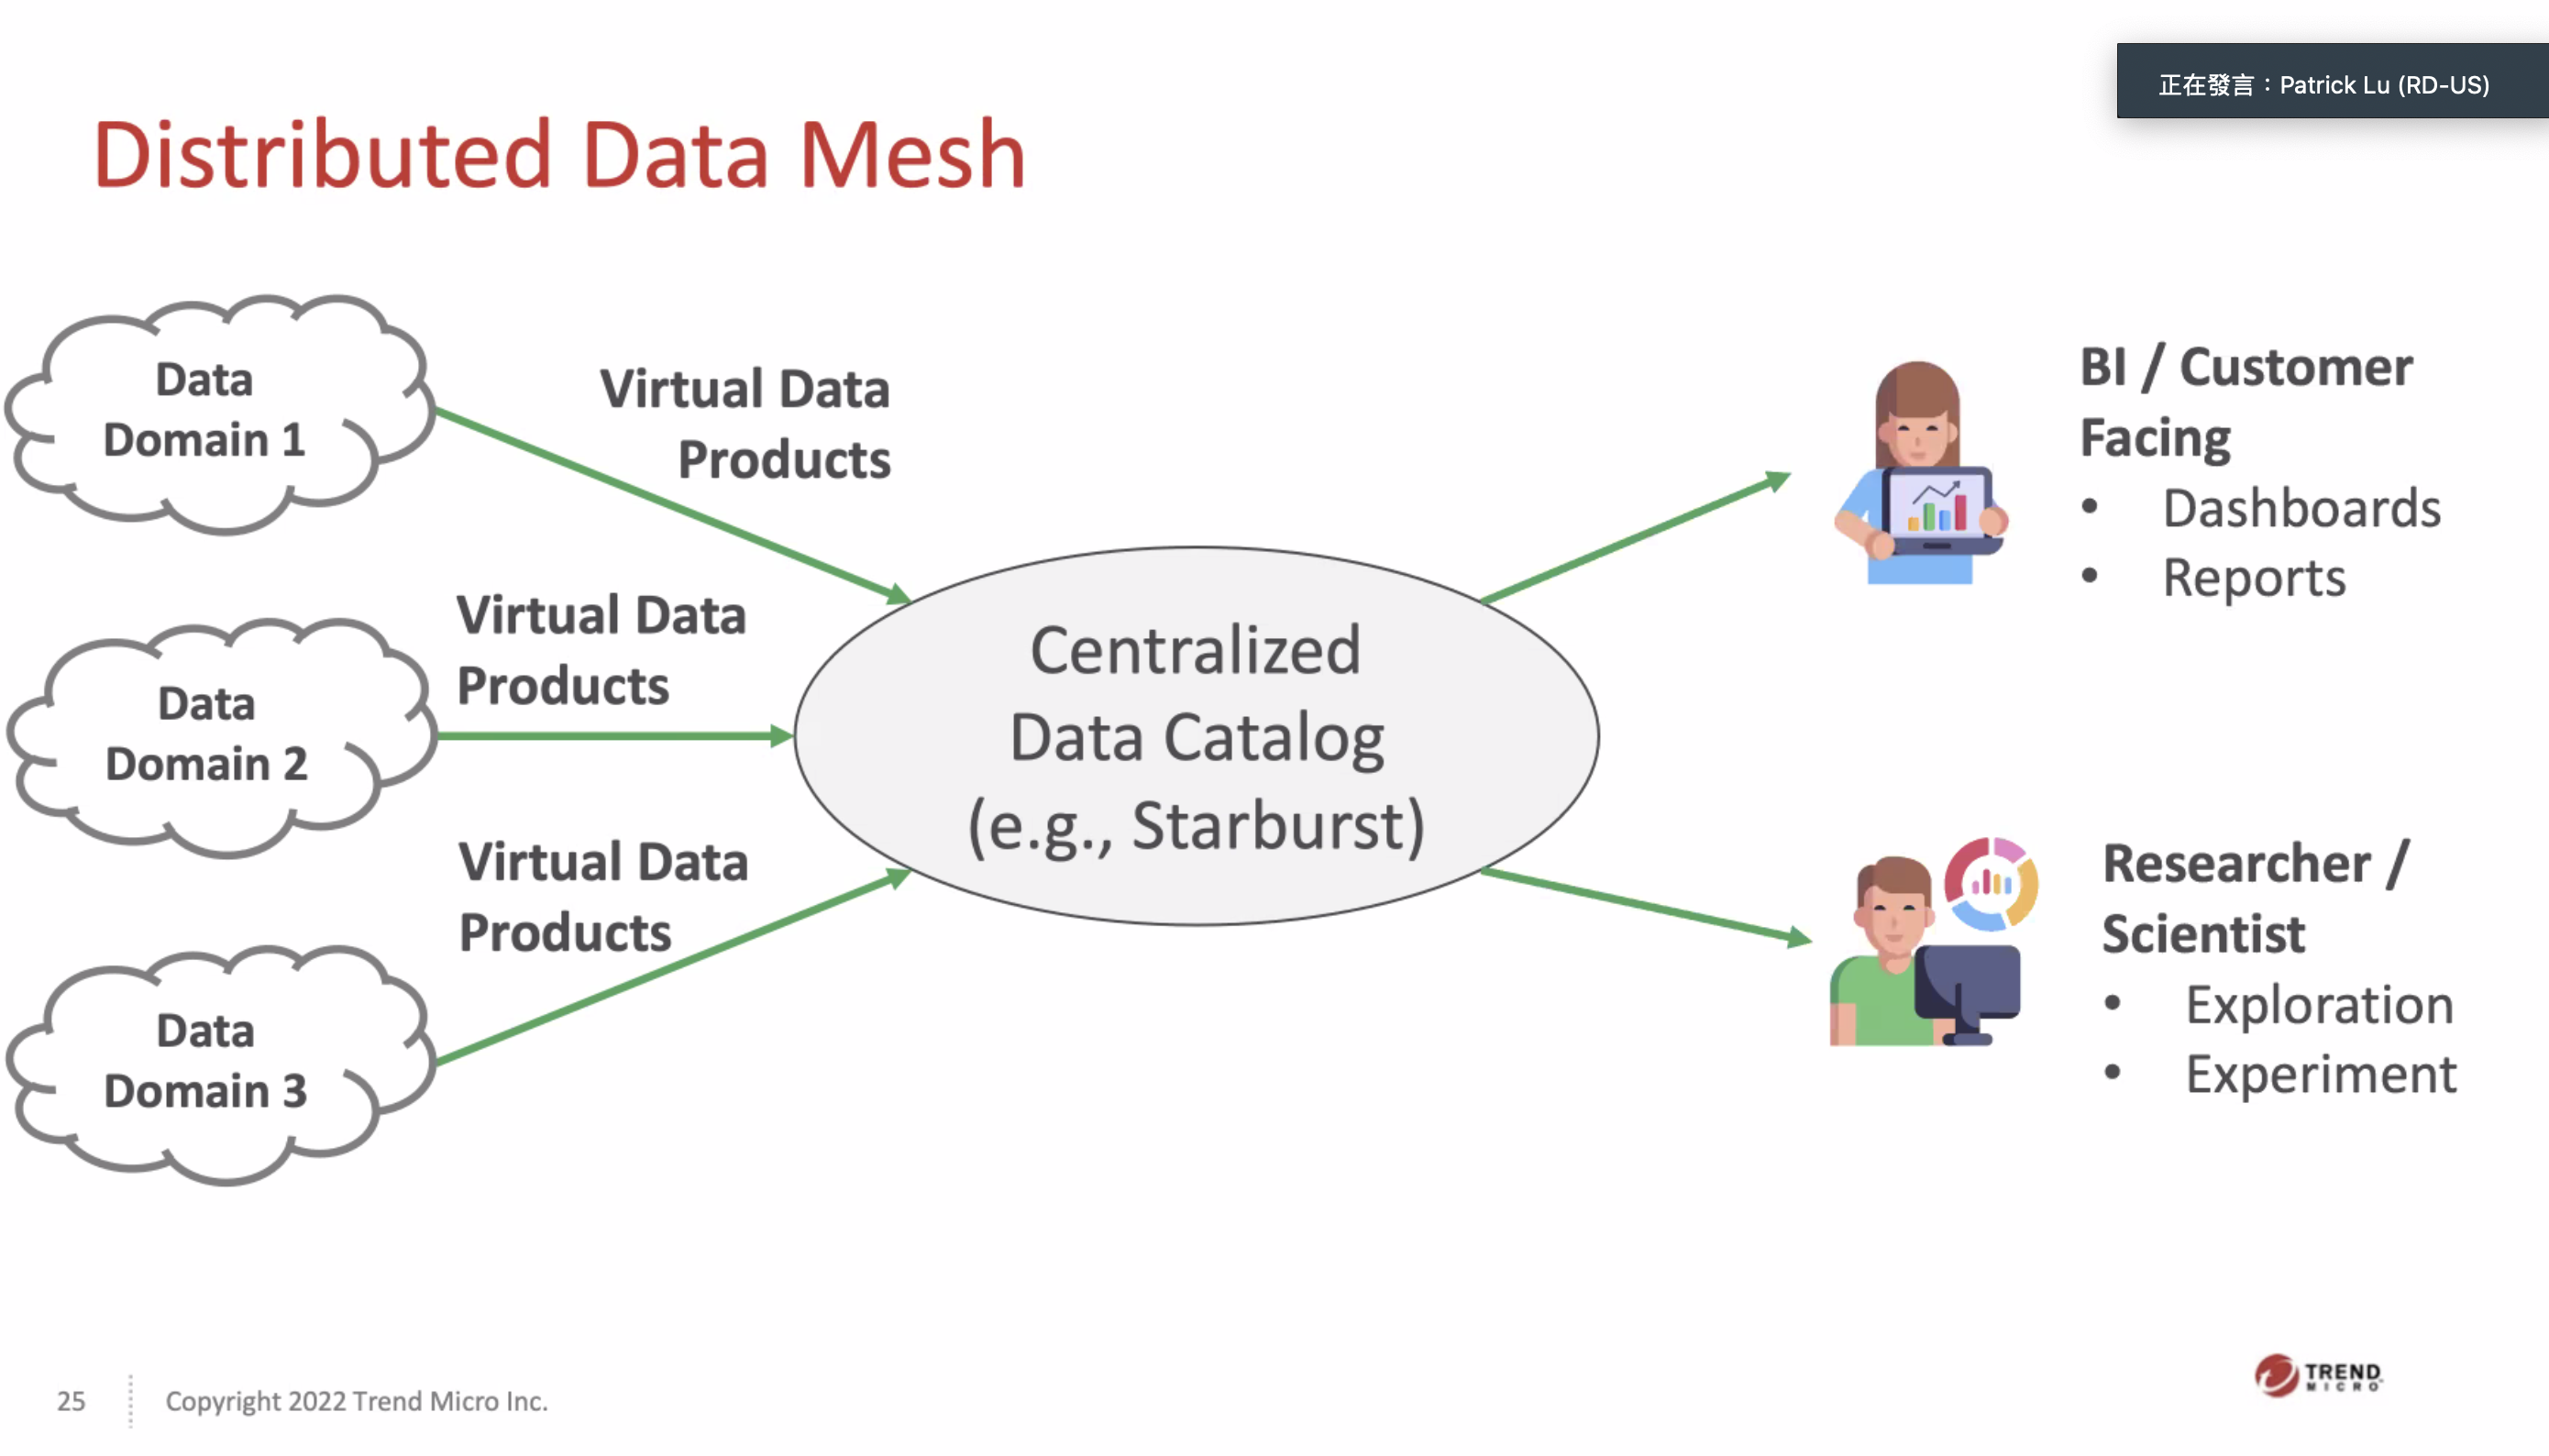 正在發言：Patrick Lu (RD-US)
Distributed Data Mesh
Data
Domain 1
Virtual Data
Products
Data
Domain 2
Virtual Data
Products
Data
Domain 3
Virtual Data
Products
Centralized
Data Catalog
(e.g., Starburst)
BI / Customer
Facing
• Dashboards
• Reports
Researcher /
Scientist
• Exploration
• Experiment
25
Copyright 2022 Trend Micro Inc.
TREND
MICRO